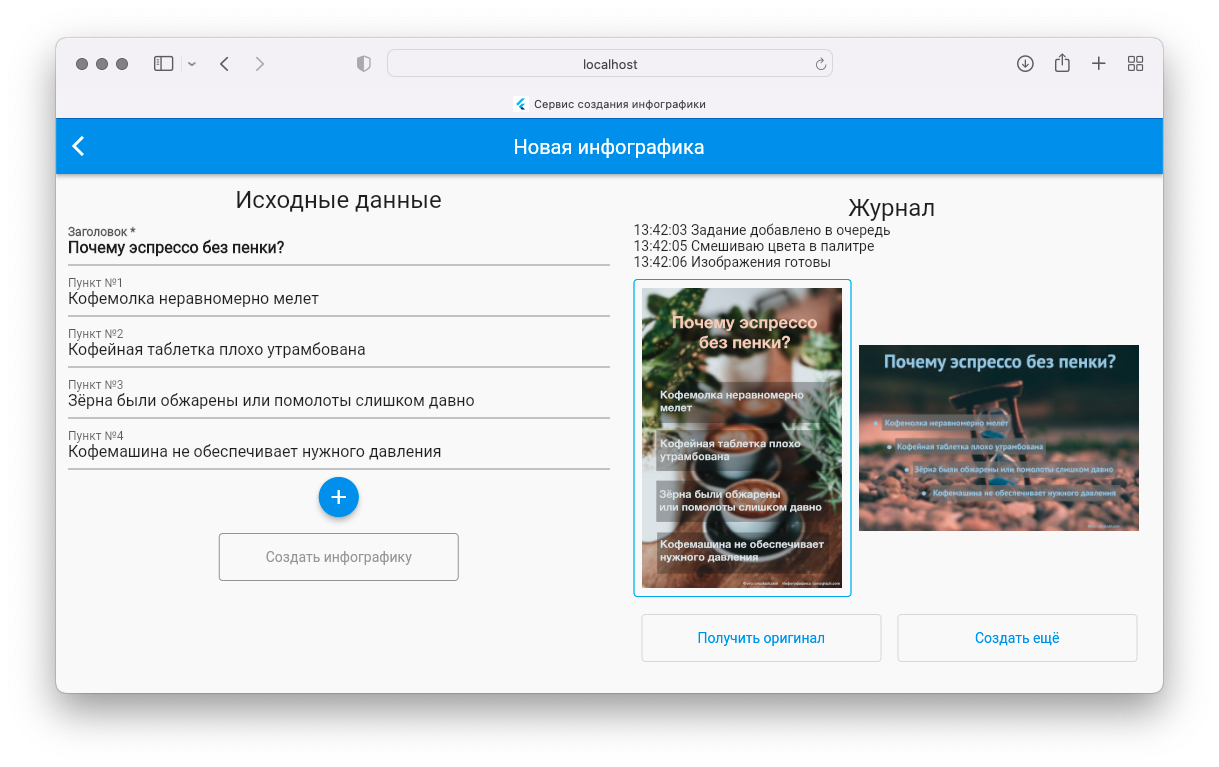 localhost
Сервис создания инфографики
Новая инфографика
Исходные данные
Заголовок *
Почему эспрессо без пенки?
Пункт №1
Кофемолка неравномерно мелет
Пункт №2
Кофейная таблетка плохо утрамбована
Пункт №3
Зёрна были обжарены или помолоты слишком давно
Пункт №4
Кофемашина не обеспечивает нужного давления
+
Создать инфографику
Журнал
13:42:03 Задание добавлено в очередь
13:42:05 Смешиваю цвета в палитре
13:42:06 Изображения готовы
Почему эспрессо
без пенки?
Кофемолка неравномерно
мелет
Кофейная таблетка плохо
утрамбована
Зёрна были обжарены
или помолоты слишком давно
Кофемашина не обеспечивает
нужного давления
Почему эспрессо без пенки?
Кофемолка неравномерно мелет
Кофейная таблетка плохо утрамбована
Зёрна были обжарены или помолоты слишком давно
Кофемашина не обеспечивает нужного давления
Получить оригинал
Создать ещё